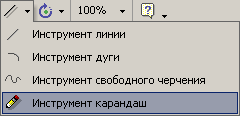 100%
Инструмент линии
Инструмент дуги
Инструмент свободного черчения
Инструмент карандаш